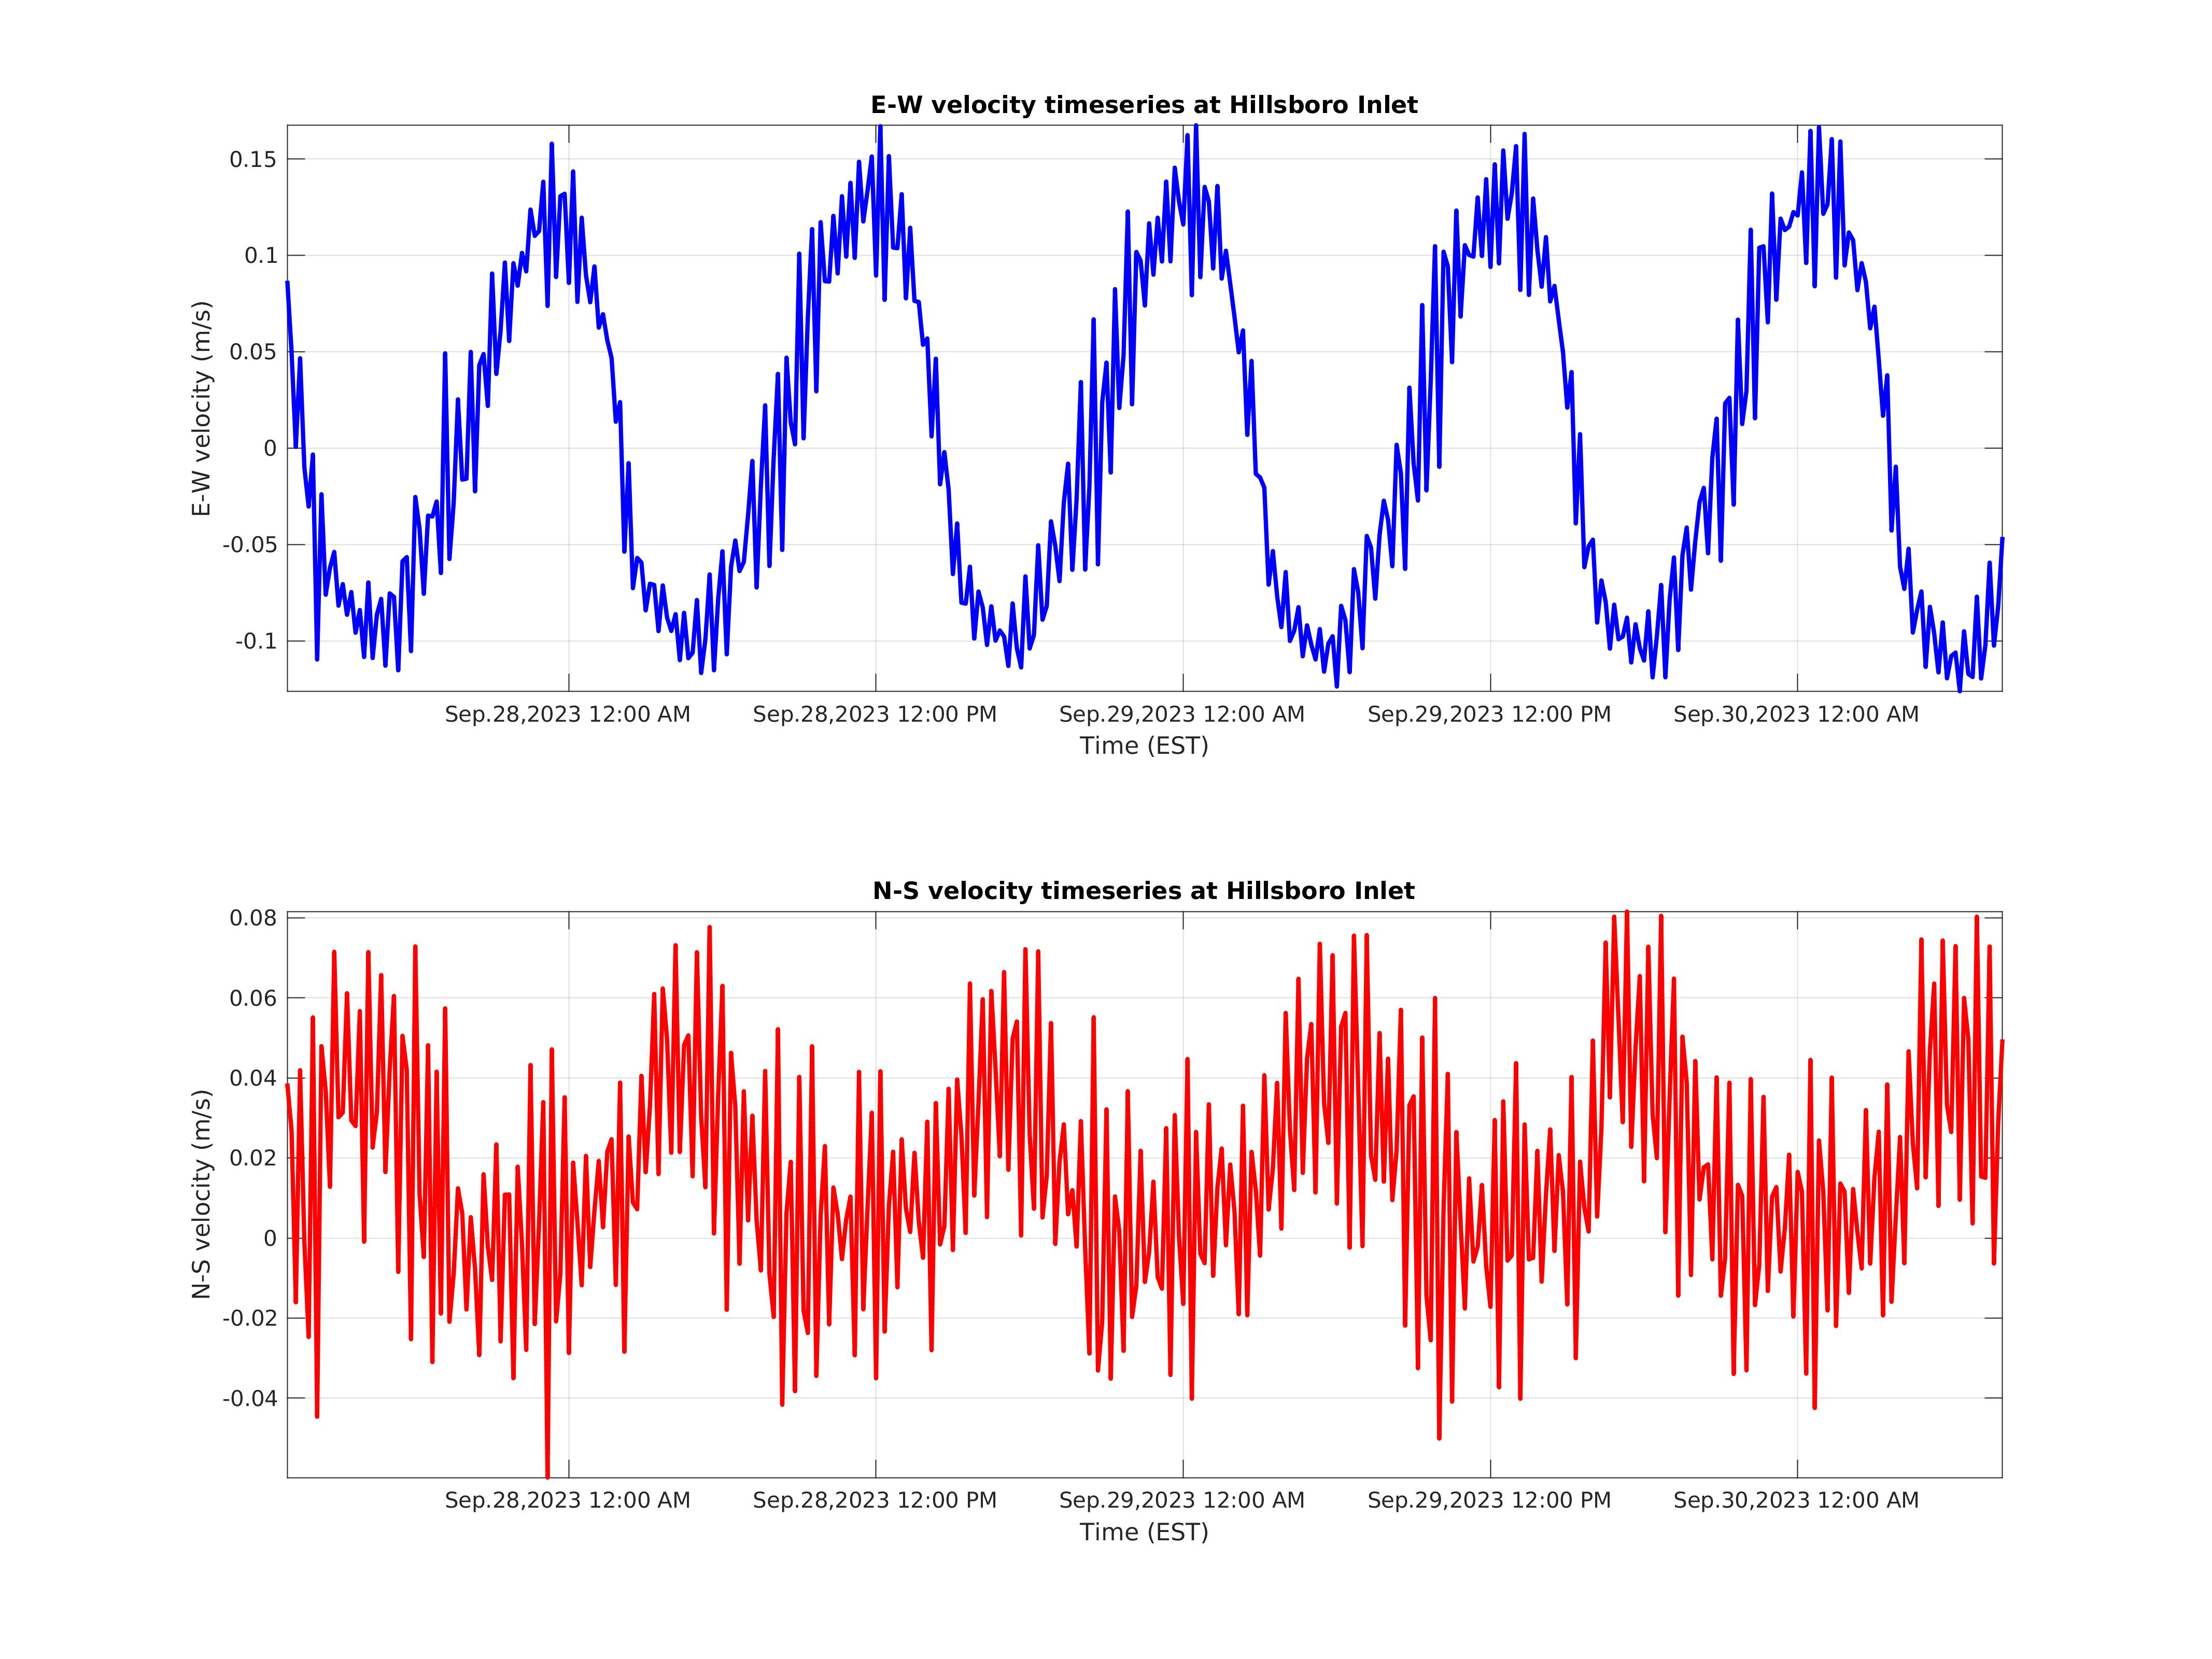 E-W velocity timeseries at Hillsboro Inlet
0.15
0.1
0.05
0
-0.05
-0.1
E-W velocity (m/s)
Sep.28,2023 12:00 AM Sep.28,2023 12:00 PM Sep.29,2023 12:00 AM Sep.29,2023 12:00 PM Sep.30,2023 12:00 AM
Time (EST)
N-S velocity timeseries at Hillsboro Inlet
0.08
0.06
0.04
0.02
0
-0.02
-0.04
N-S velocity (m/s)
Sep.28,2023 12:00 AM Sep.28,2023 12:00 PM Sep.29,2023 12:00 AM Sep.29,2023 12:00 PM Sep.30,2023 12:00 AM
Time (EST)